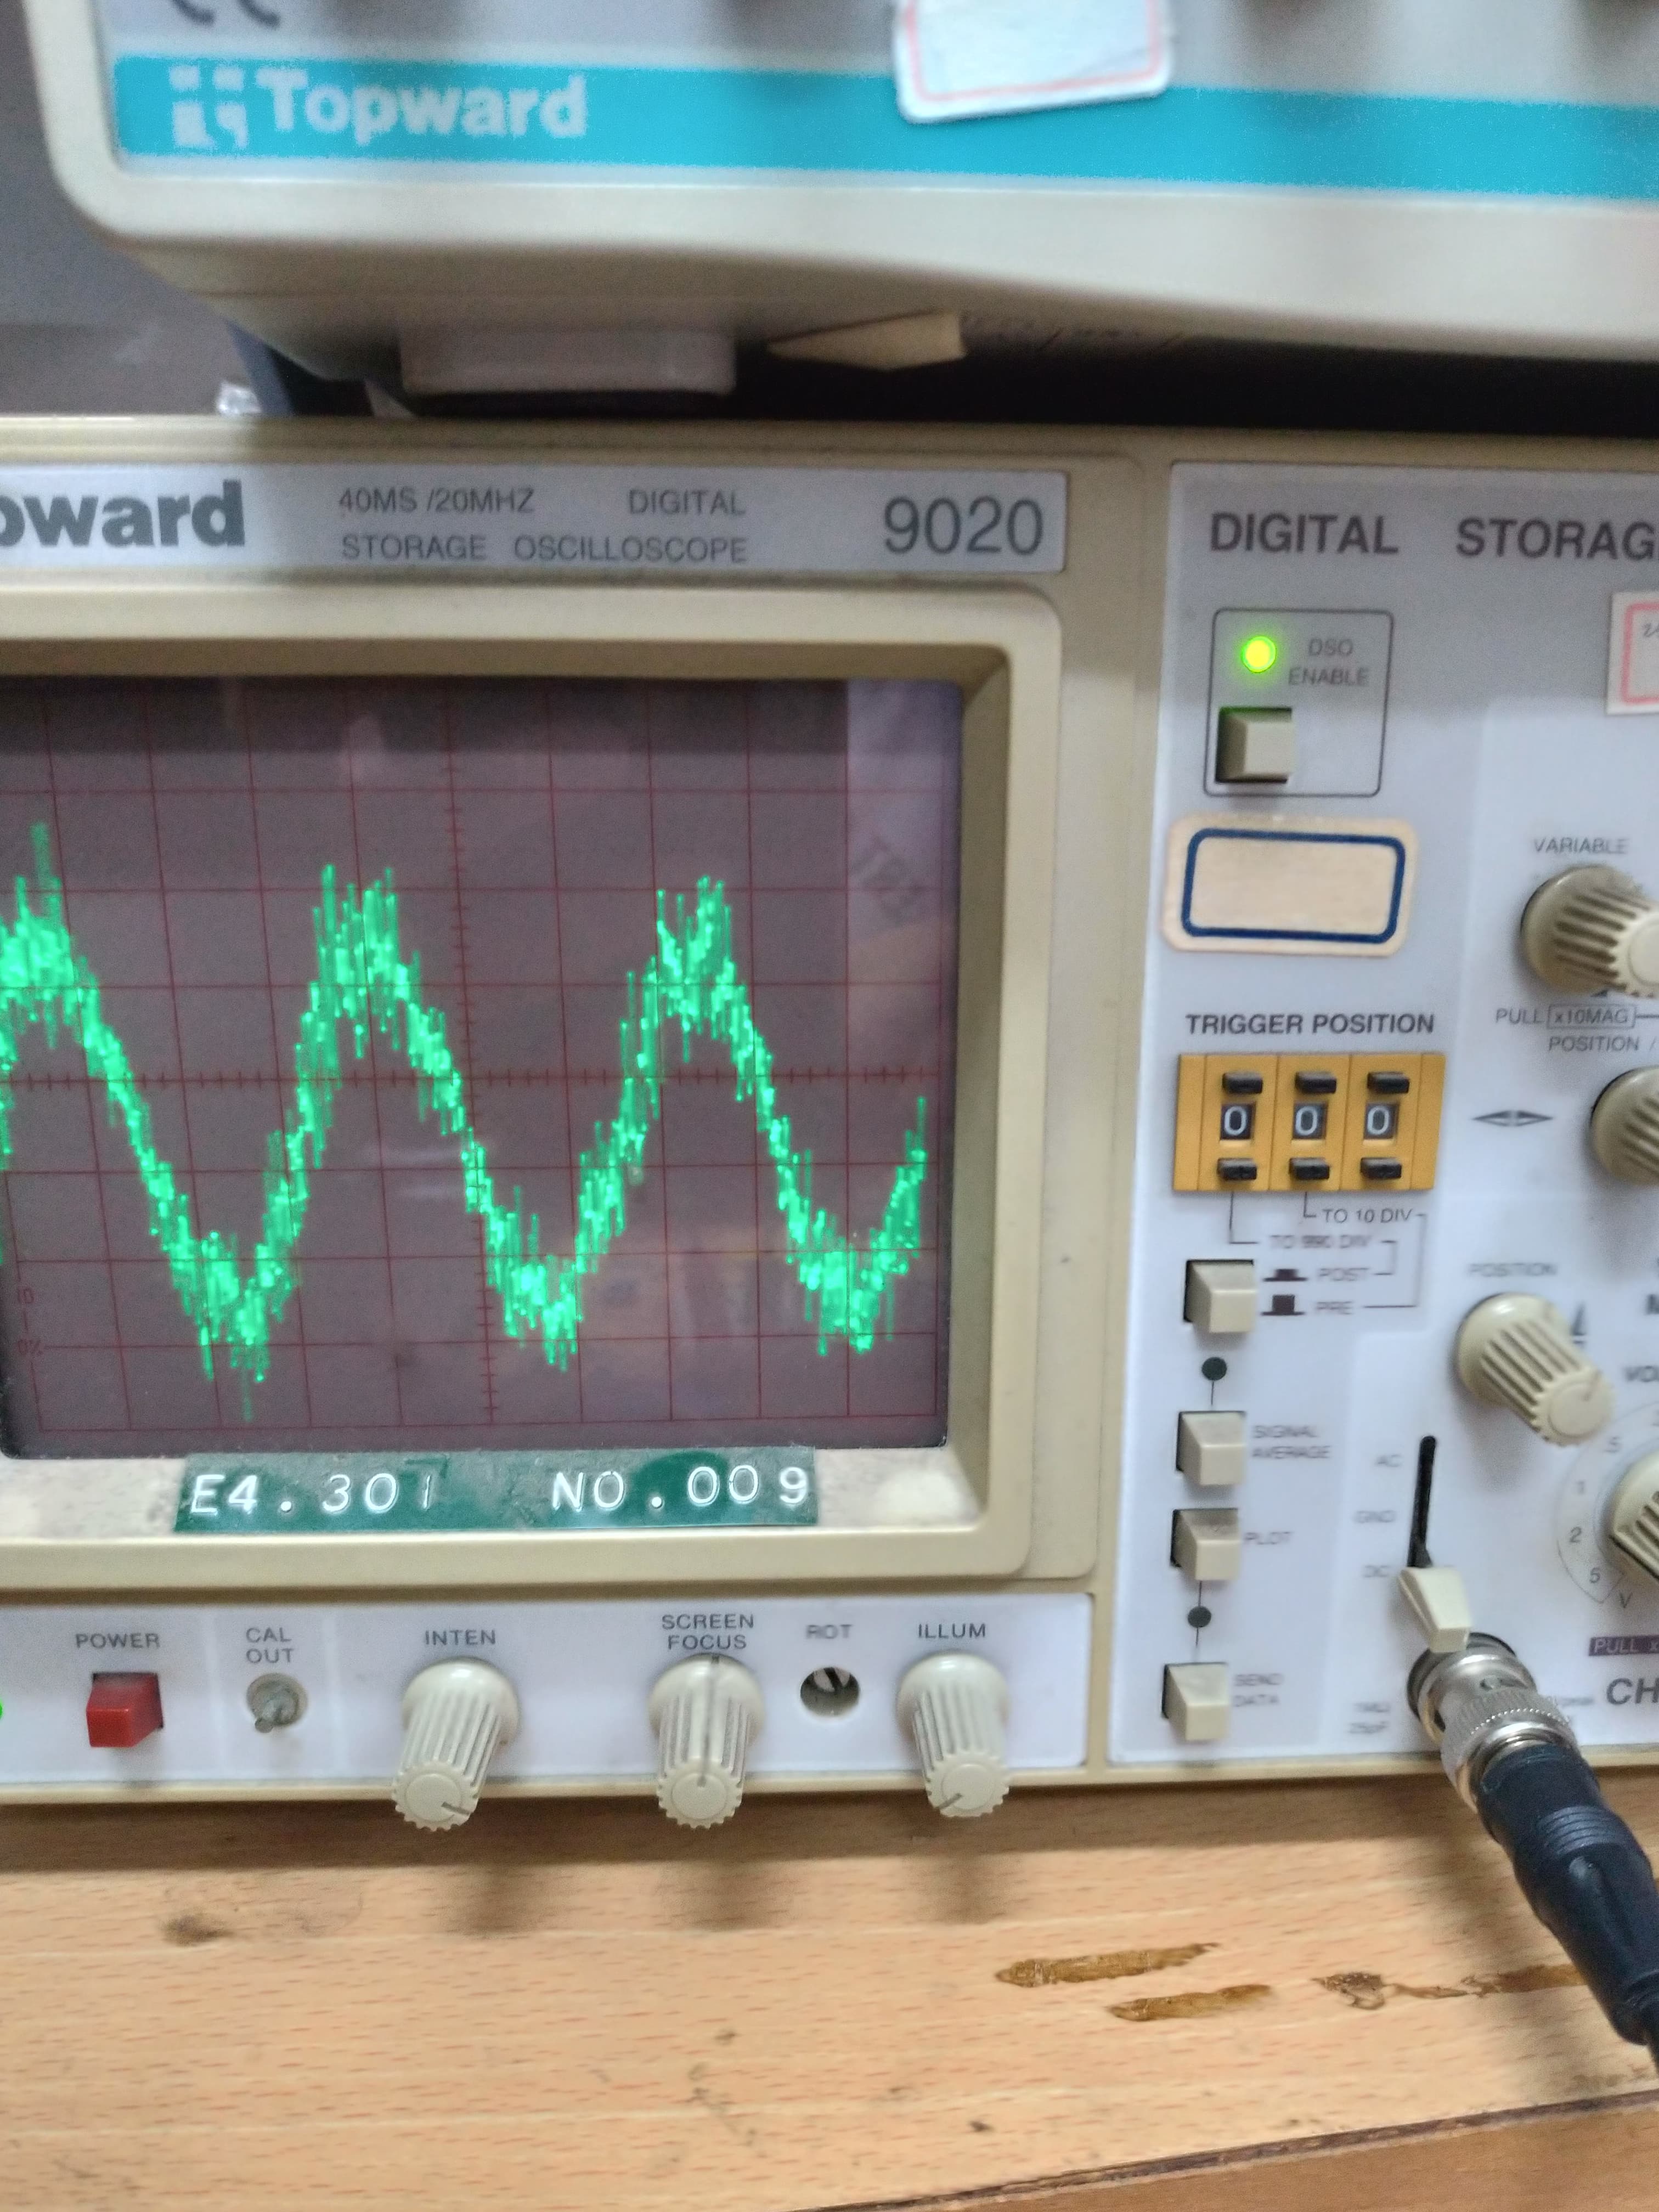 Topward
oward
40MS /20MHZ DIGITAL
STORAGE OSCILLOSCOPE
9020
DIGITAL STORAG
DSO
ENABLE
VARIABLE
TRIGGER POSITION
PULL x10MAG
POSITION /
0 0 0
TO 10 DIV
TO 990 DIV
POST
PRE
POSITION
10
0%
SIGNAL
AVERAGE
AC
GND
DC
PLOT
SEND
DATA
.5
1
2
5
V
PULL x
CH
E4.301 NO.009
POWER
CAL
OUT
INTEN
SCREEN
FOCUS
ROT
ILLUM